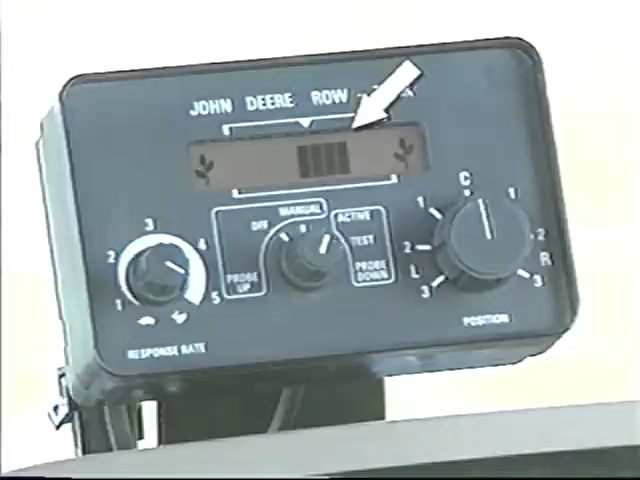 JOHN DEERE ROW
OFF MANUAL ACTIVE
TEST
PROBE UP
PROBE DOWN
1 2 3 4 5
RESPONSE RATE
L 3 2 1 C 1 2 3 R
POSITION